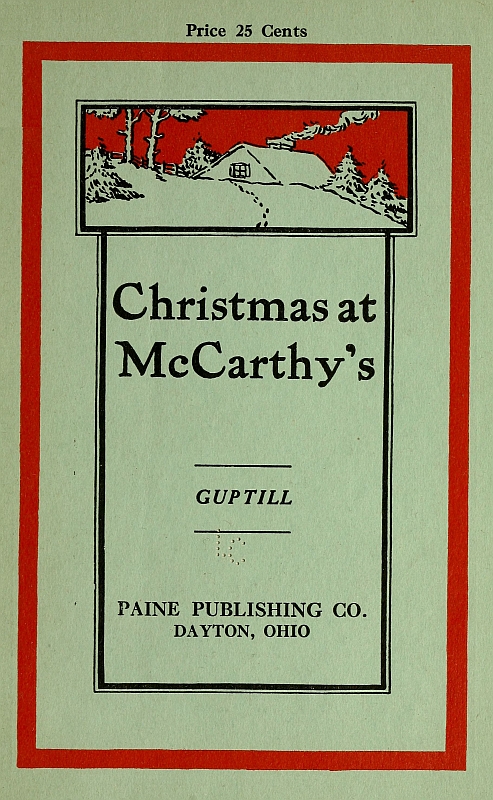 Price 25 Cents
Christmas at
McCarthy's
GUPTILL
PAINE PUBLISHING CO.
DAYTON, OHIO